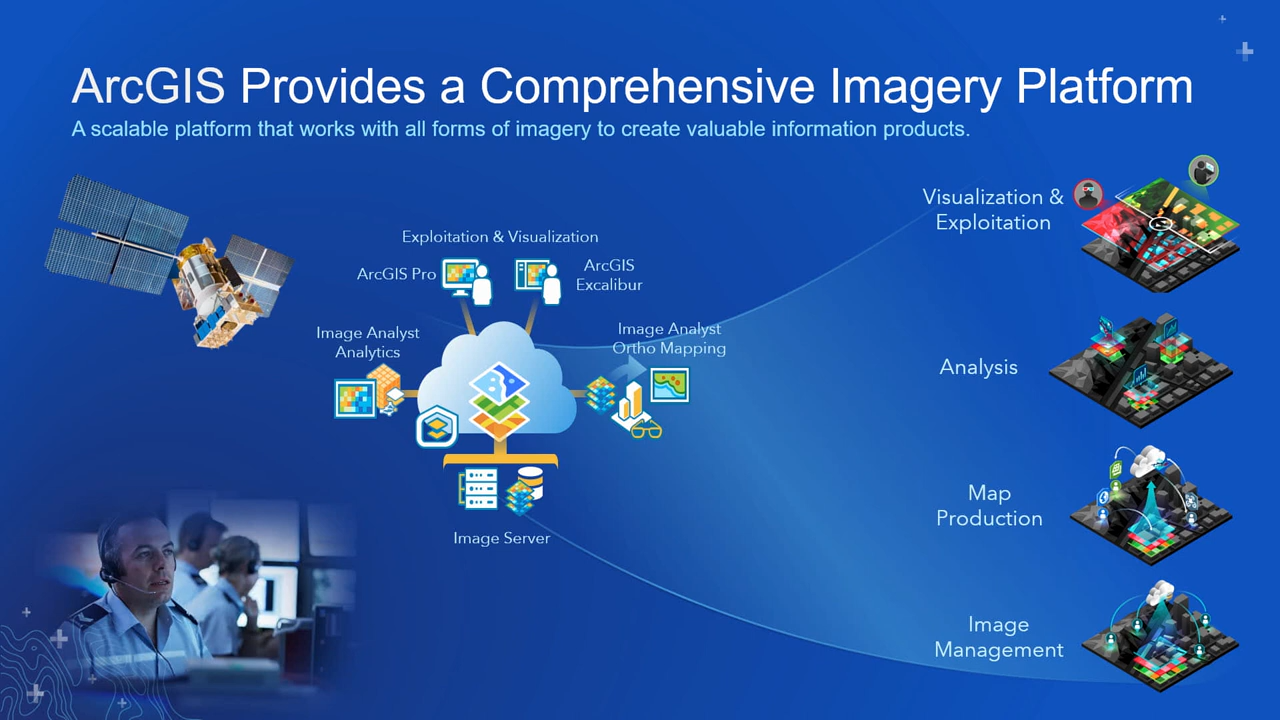 ArcGIS Provides a Comprehensive Imagery Platform
A scalable platform that works with all forms of imagery to create valuable information products.
Exploitation & Visualization
ArcGIS Pro
ArcGIS
Excalibur
Image Analyst
Analytics
Image Analyst
Ortho Mapping
Image Server
Visualization &
Exploitation
Analysis
Map
Production
Image
Management